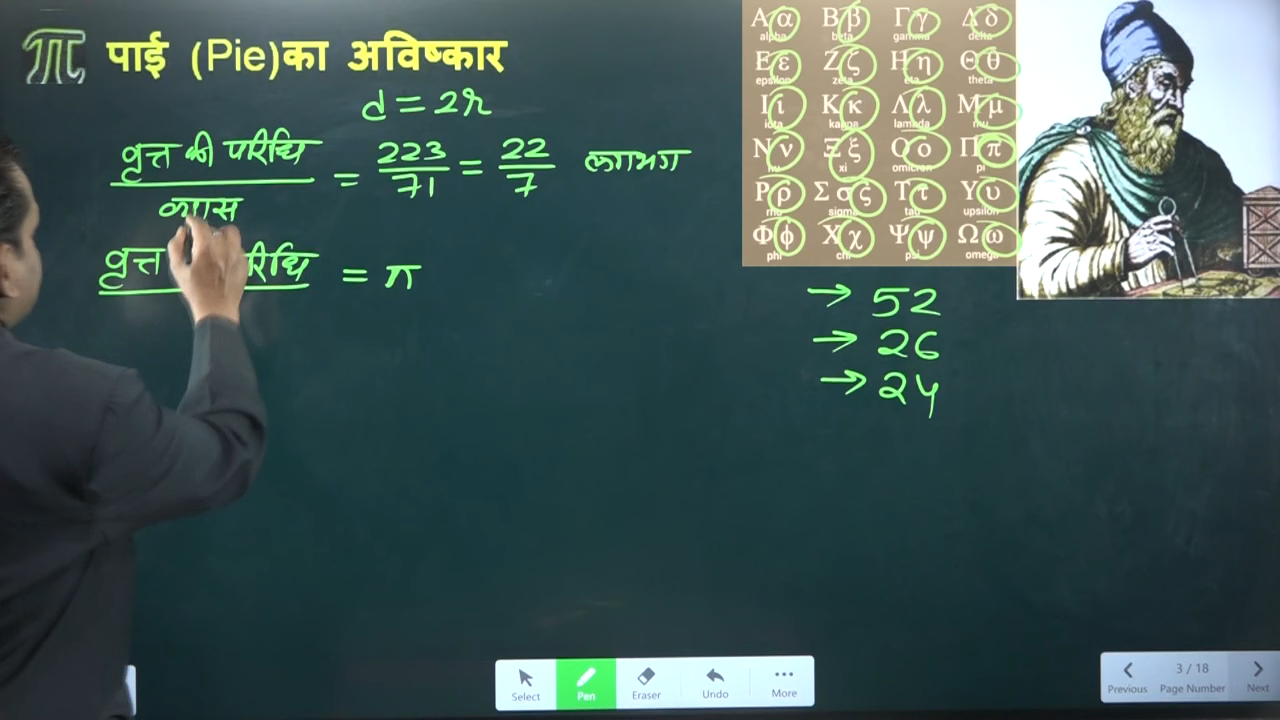 π पाई (Pie)का अविष्कार
d = 2r
वृत्त की परिधि / व्यास = 223/71 = 22/7 लगभग
वृत्त परिधि = π
Αα Ββ Γγ Δδ
alpha beta gamma delta
Εε Ζζ Ηη Θθ
epsilon zeta eta theta
Ιi Κκ Λλ Μμ
iota kappa lamada mu
Νν Ξξ Οο Ππ
nu xi omicron pi
Ρρ Σσς Ττ Υυ
rho sigma tau upsilon
Φφ Χχ Ψψ Ωω
phi chi psi omega
→ 52
→ 26
→ 24
Select Pen Eraser Undo More
3 / 18
Previous Page Number Next